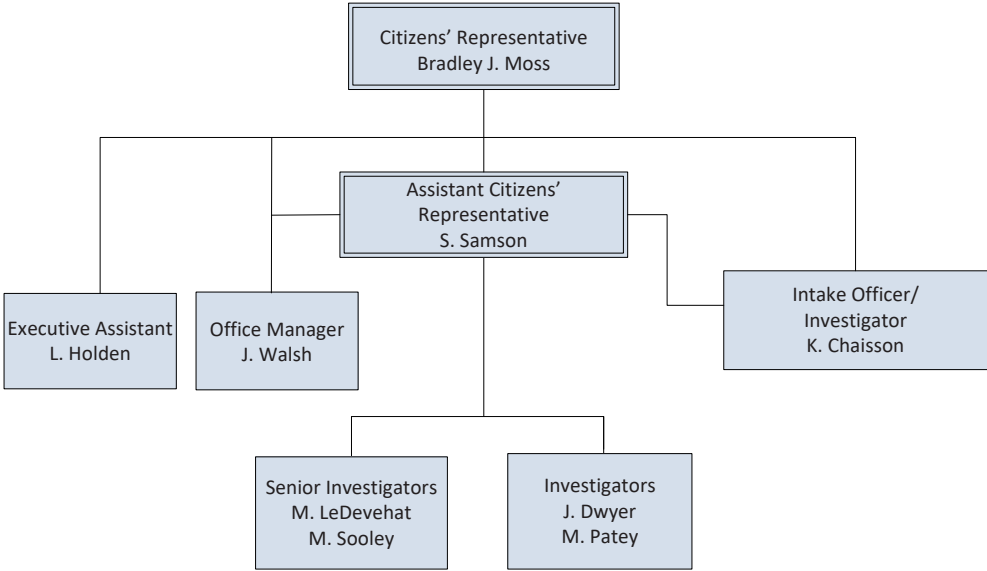 Citizens’ Representative
Bradley J. Moss
Assistant Citizens’
Representative
S. Samson
Executive Assistant
L. Holden
Office Manager
J. Walsh
Intake Officer/
Investigator
K. Chaisson
Senior Investigators
M. LeDevehat
M. Sooley
Investigators
J. Dwyer
M. Patey